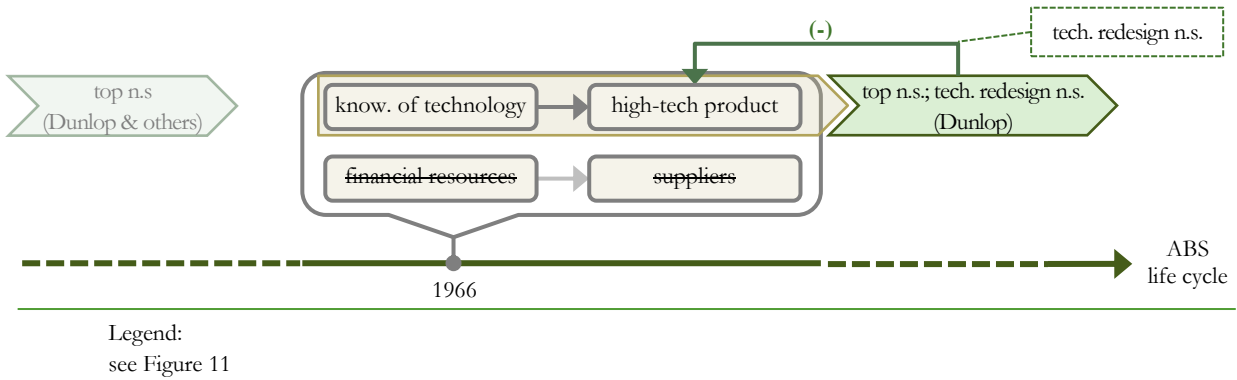 (-)
tech. redesign n.s.
top n.s
(Dunlop & others)
know. of technology
high-tech product
top n.s.; tech. redesign n.s.
(Dunlop)
financial resources
suppliers
1966
ABS
life cycle
Legend:
see Figure 11